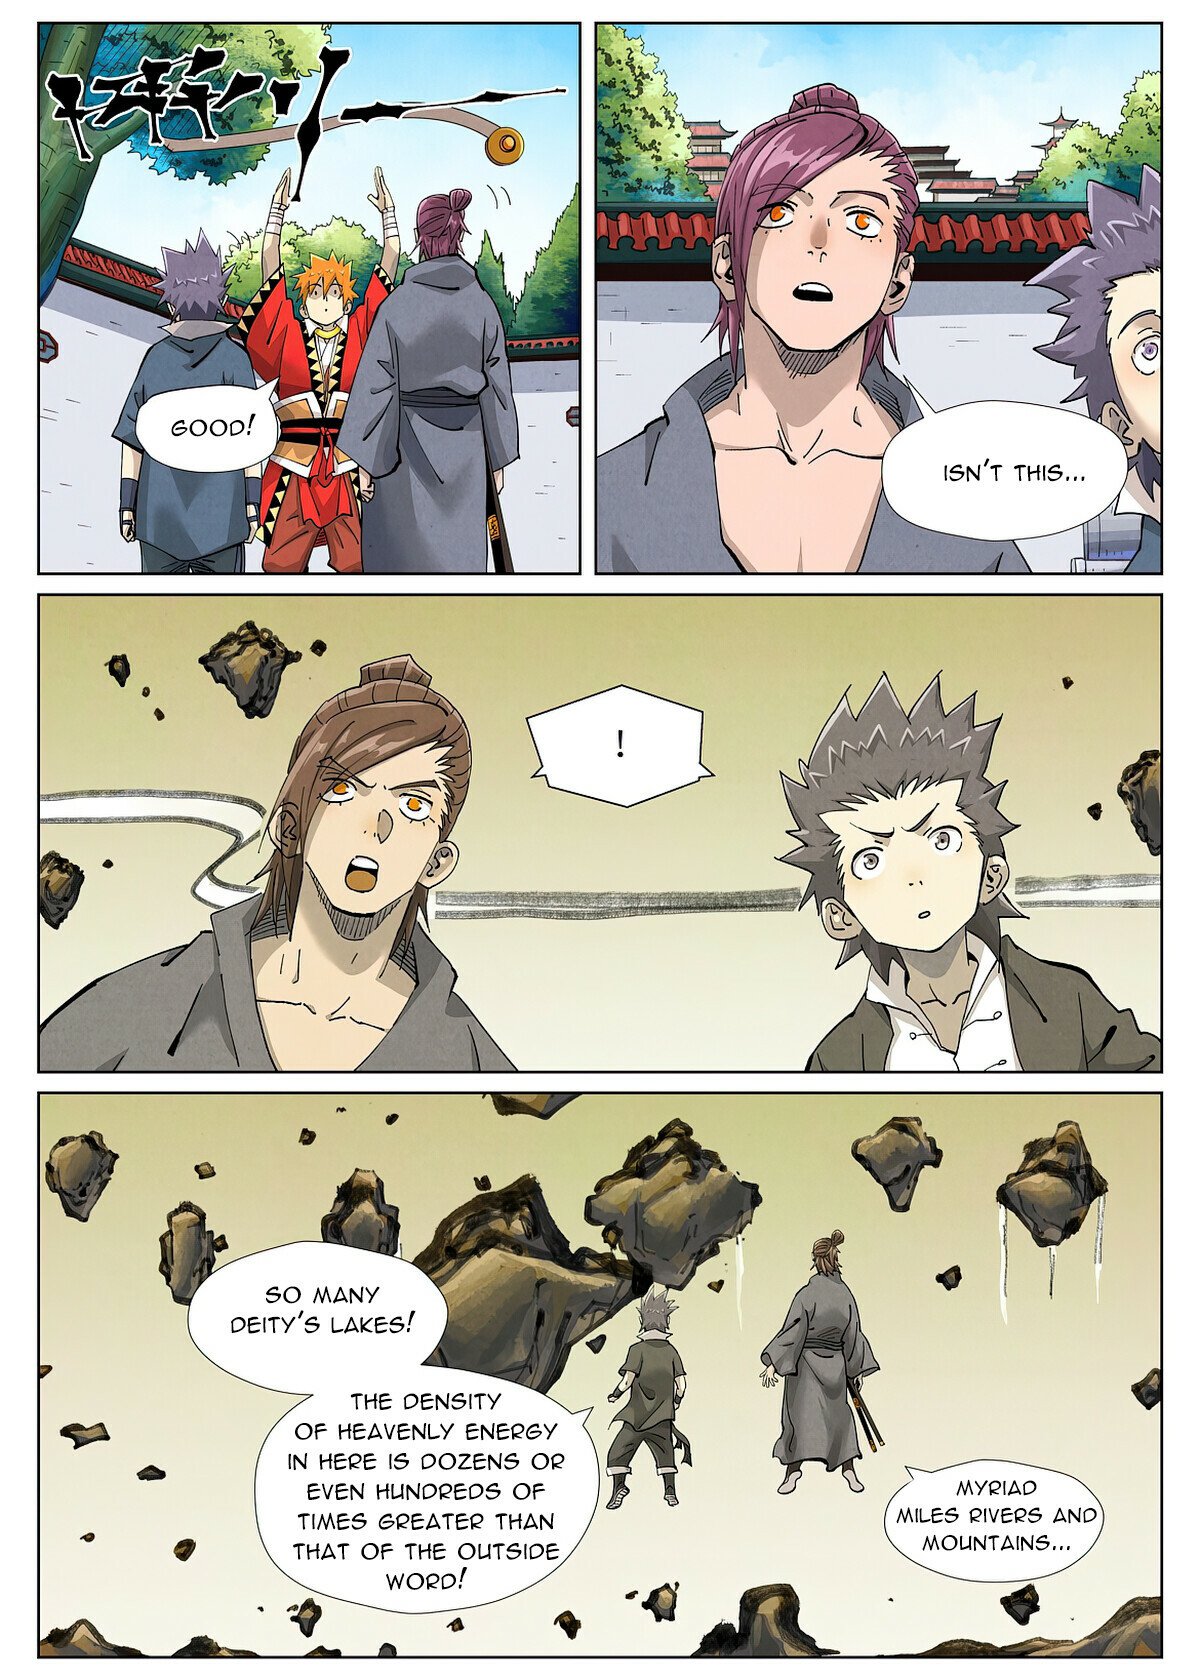 GOOD!
ISN'T THIS...
!
SO MANY
DEITY'S LAKES!
THE DENSITY
OF HEAVENLY ENERGY
IN HERE IS DOZENS OR
EVEN HUNDREDS OF
TIMES GREATER THAN
THAT OF THE OUTSIDE
WORD!
MYRIAD
MILES RIVERS AND
MOUNTAINS...